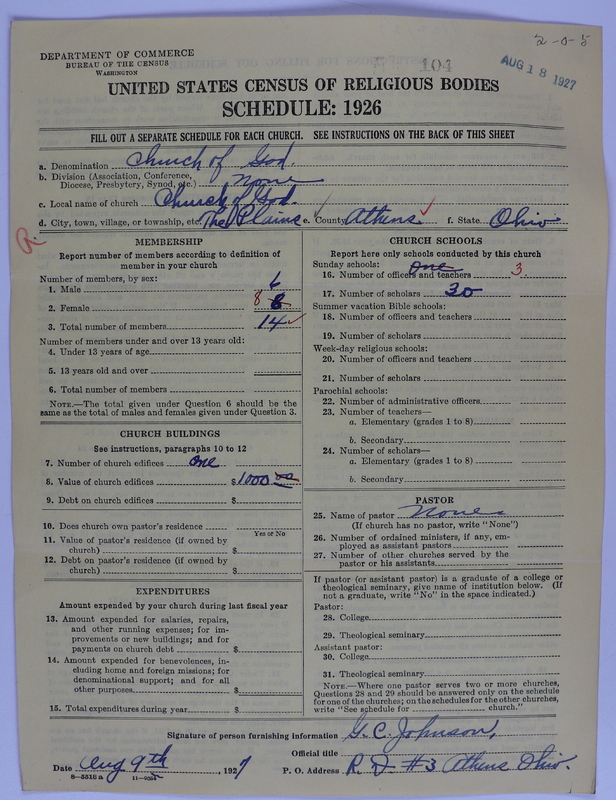 2-0-5
DEPARTMENT OF COMMERCE
BUREAU OF THE CENSUS
WASHINGTON
104
AUG 18 1927
UNITED STATES CENSUS OF RELIGIOUS BODIES
SCHEDULE: 1926
FILL OUT A SEPARATE SCHEDULE FOR EACH CHURCH. SEE INSTRUCTIONS ON THE BACK OF THIS SHEET
a. Denomination Church of God
b. Division (Association, Conference, Diocese, Presbytery, Synod, etc.) None
c. Local name of church Church of God.
d. City, town, village, or township, etc. The Plains e. County Athens ✓ f. State Ohio
R.
MEMBERSHIP
Report number of members according to definition of
member in your church
Number of members, by sex:
1. Male 6
2. Female 8 8
3. Total number of members 14 ✓
Number of members under and over 13 years old:
4. Under 13 years of age
5. 13 years old and over
6. Total number of members
NOTE.—The total given under Question 6 should be the
same as the total of males and females given under Question 3.
CHURCH BUILDINGS
See instructions, paragraphs 10 to 12
7. Number of church edifices one
8. Value of church edifices $1000 00
9. Debt on church edifices $
10. Does church own pastor's residence
Yes or No
11. Value of pastor's residence (if owned by
church) $
12. Debt on pastor's residence (if owned by
church) $
EXPENDITURES
Amount expended by your church during last fiscal year
13. Amount expended for salaries, repairs,
and other running expenses; for im-
provements or new buildings; and for
payments on church debt $
14. Amount expended for benevolences, in-
cluding home and foreign missions; for
denominational support; and for all
other purposes $
15. Total expenditures during year $
CHURCH SCHOOLS
Report here only schools conducted by this church
Sunday schools:
16. Number of officers and teachers one 3
17. Number of scholars 30
Summer vacation Bible schools:
18. Number of officers and teachers
19. Number of scholars
Week-day religious schools:
20. Number of officers and teachers
21. Number of scholars
Parochial schools:
22. Number of administrative officers
23. Number of teachers—
a. Elementary (grades 1 to 8)
b. Secondary
24. Number of scholars—
a. Elementary (grades 1 to 8)
b. Secondary
PASTOR
25. Name of pastor None
(If church has no pastor, write "None")
26. Number of ordained ministers, if any, em-
ployed as assistant pastors
27. Number of other churches served by the
pastor or his assistants
If pastor (or assistant pastor) is a graduate of a college or
theological seminary, give name of institution below. (If
not a graduate, write "No" in the space indicated.)
Pastor:
28. College
29. Theological seminary
Assistant pastor:
30. College
31. Theological seminary
NOTE.—Where one pastor serves two or more churches,
Questions 28 and 29 should be answered only on the schedule
for one of the churches; on the schedules for the other churches,
write "See schedule for church."
Signature of person furnishing information G. C. Johnson,
Official title
Date Aug 9th, 1927 P. O. Address R. D. #3 Athens Ohio.
8—5516 a